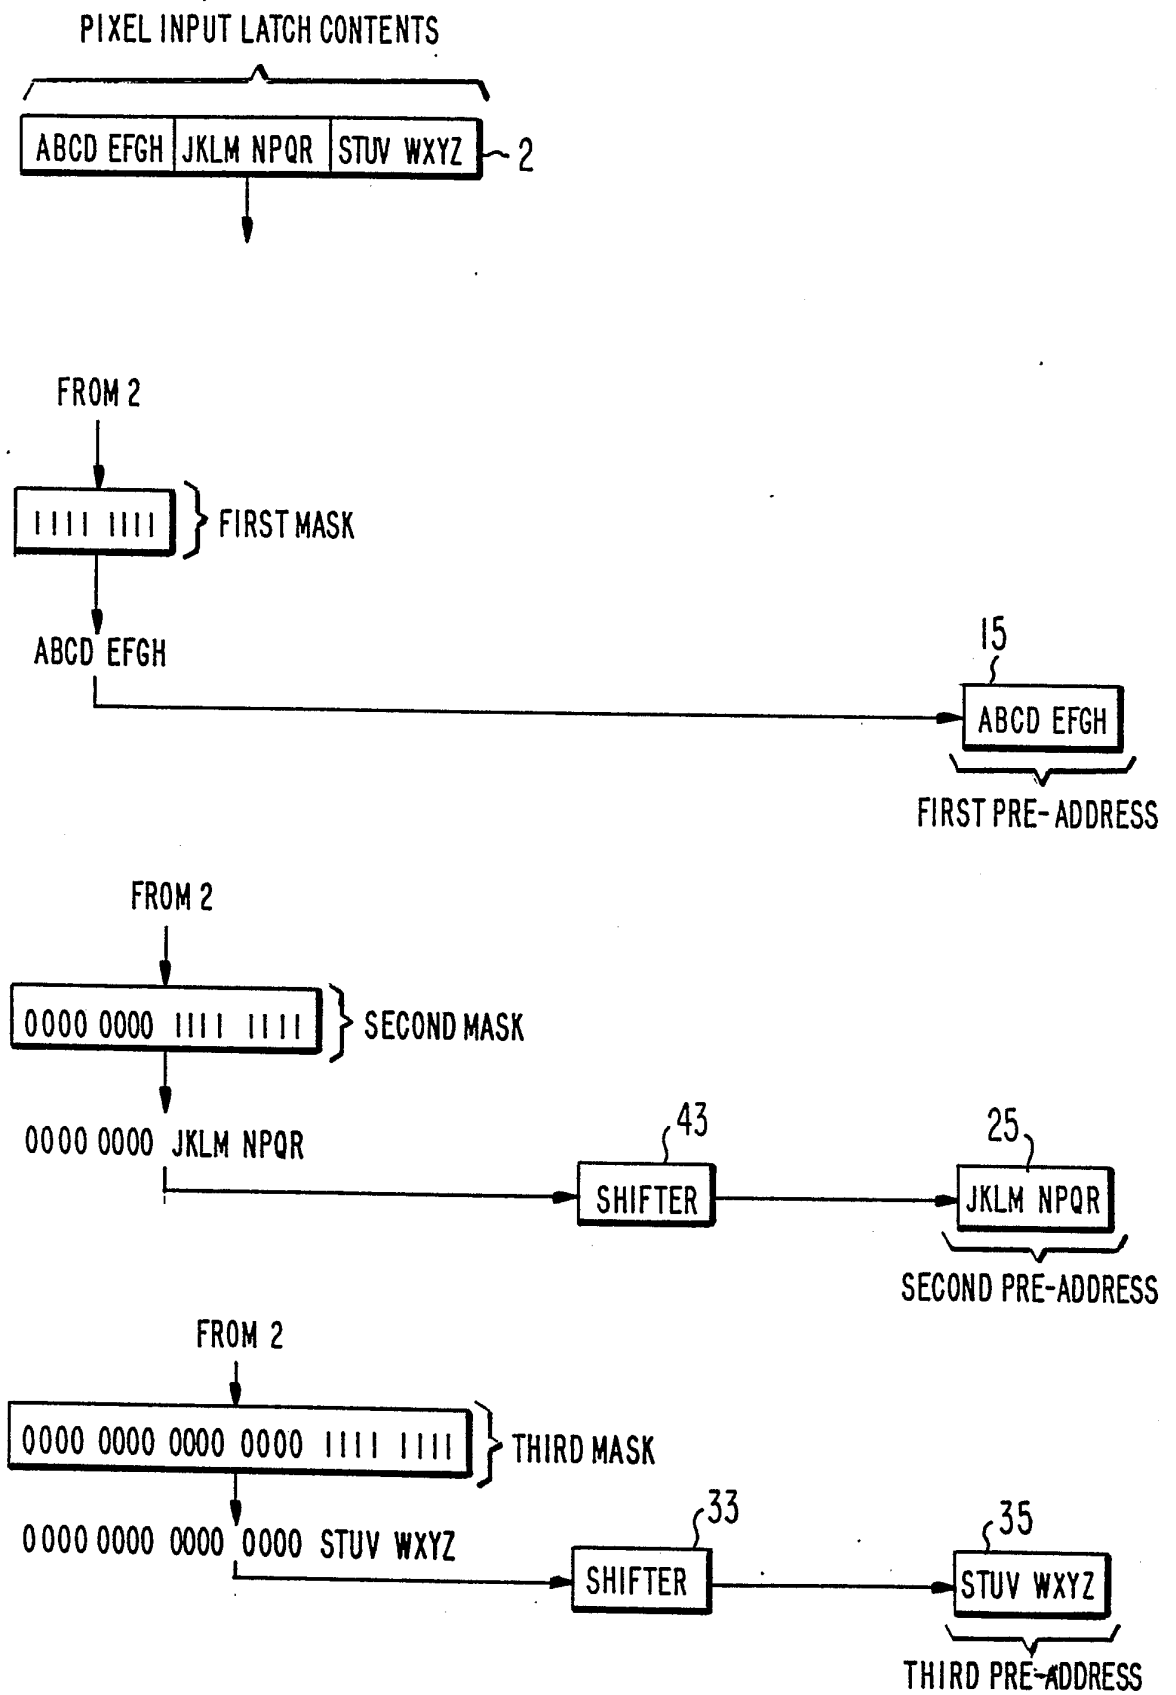 PIXEL INPUT LATCH CONTENTS
ABCD EFGH JKLM NPQR STUV WXYZ 2
FROM 2
1111 1111 FIRST MASK
ABCD EFGH
15
ABCD EFGH
FIRST PRE-ADDRESS
FROM 2
0000 0000 1111 1111 SECOND MASK
0000 0000 JKLM NPQR
43
SHIFTER
25
JKLM NPQR
SECOND PRE-ADDRESS
FROM 2
0000 0000 0000 0000 1111 1111 THIRD MASK
0000 0000 0000 0000 STUV WXYZ
33
SHIFTER
35
STUV WXYZ
THIRD PRE-ADDRESS